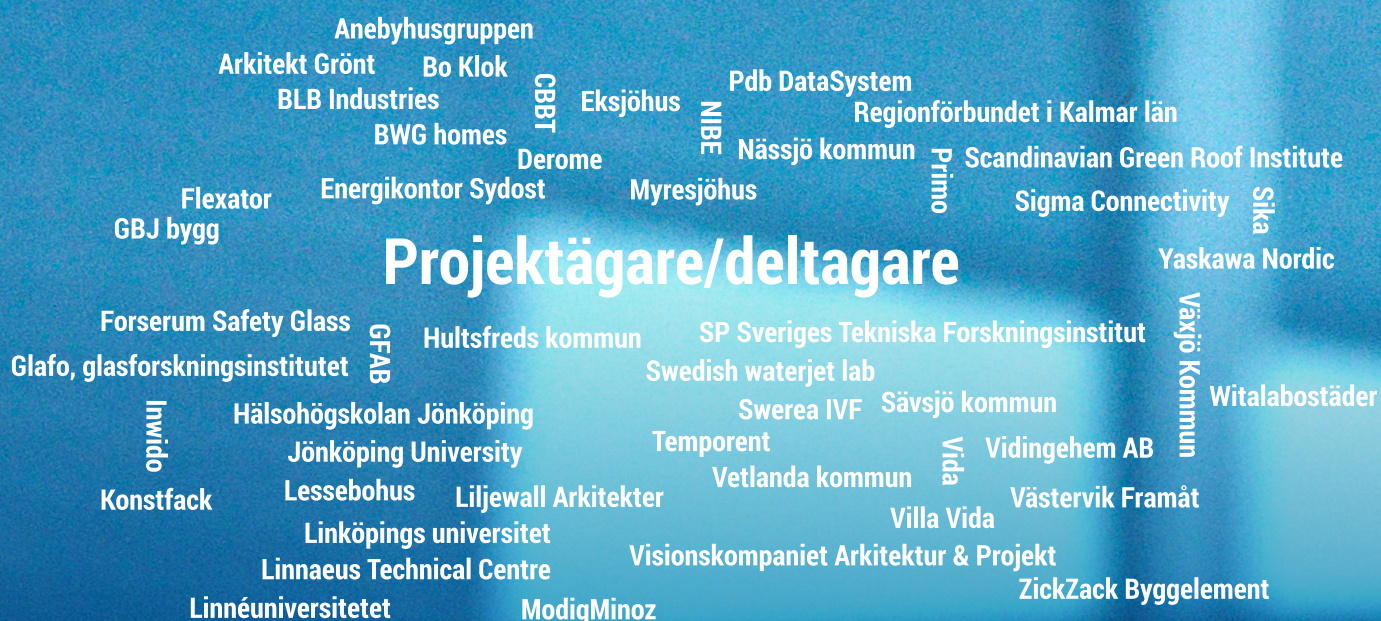 Anebyhusgruppen
Arkitekt Grönt
Bo Klok
CBBT
Eksjöhus
Pdb DataSystem
BLB Industries
NIBE
Regionförbundet i Kalmar län
BWG homes
Derome
Nässjö kommun
Primo
Scandinavian Green Roof Institute
Flexator
Energikontor Sydost
Myresjöhus
Sigma Connectivity
Sika
GBJ bygg
Projektägare/deltagare
Yaskawa Nordic
Forserum Safety Glass
GFAB
Hultsfreds kommun
SP Sveriges Tekniska Forskningsinstitut
Växjö Kommun
Glafo, glasforskningsinstitutet
Swedish waterjet lab
Witalabostäder
Inwido
Hälsohögskolan Jönköping
Swerea IVF
Sävsjö kommun
Jönköping University
Temporent
Vida
Vidingehem AB
Konstfack
Lessebohus
Liljewall Arkitekter
Vetlanda kommun
Västervik Framåt
Linköpings universitet
Villa Vida
Linnaeus Technical Centre
Visionskompaniet Arkitektur & Projekt
ZickZack Byggelement
Linnéuniversitetet
ModigMinoz